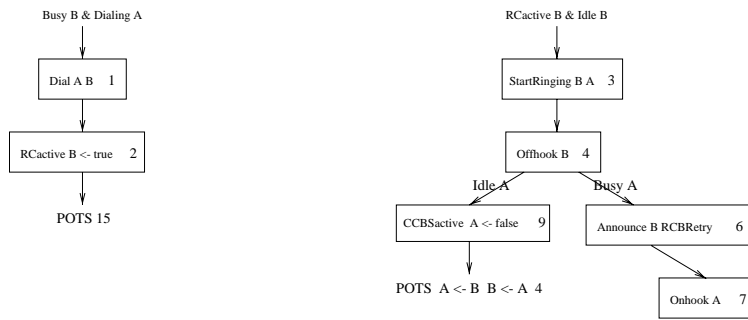 Busy B & Dialing A
Dial A B 1
RCactive B <- true 2
POTS 15
RCactive B & Idle B
StartRinging B A 3
Offhook B 4
Idle A
Busy A
CCBSactive A <- false 9
Announce B RCBRetry 6
POTS A <- B B <- A 4
Onhook A 7